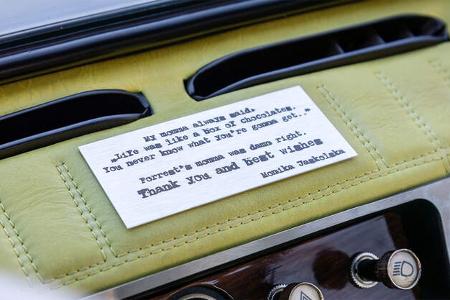 My momma always said,
„Life was like a box of chocolates.
You never know what you're gonna get..."
Forrest's momma was damn right.
Thank you and best wishes
Monika Jaskolska